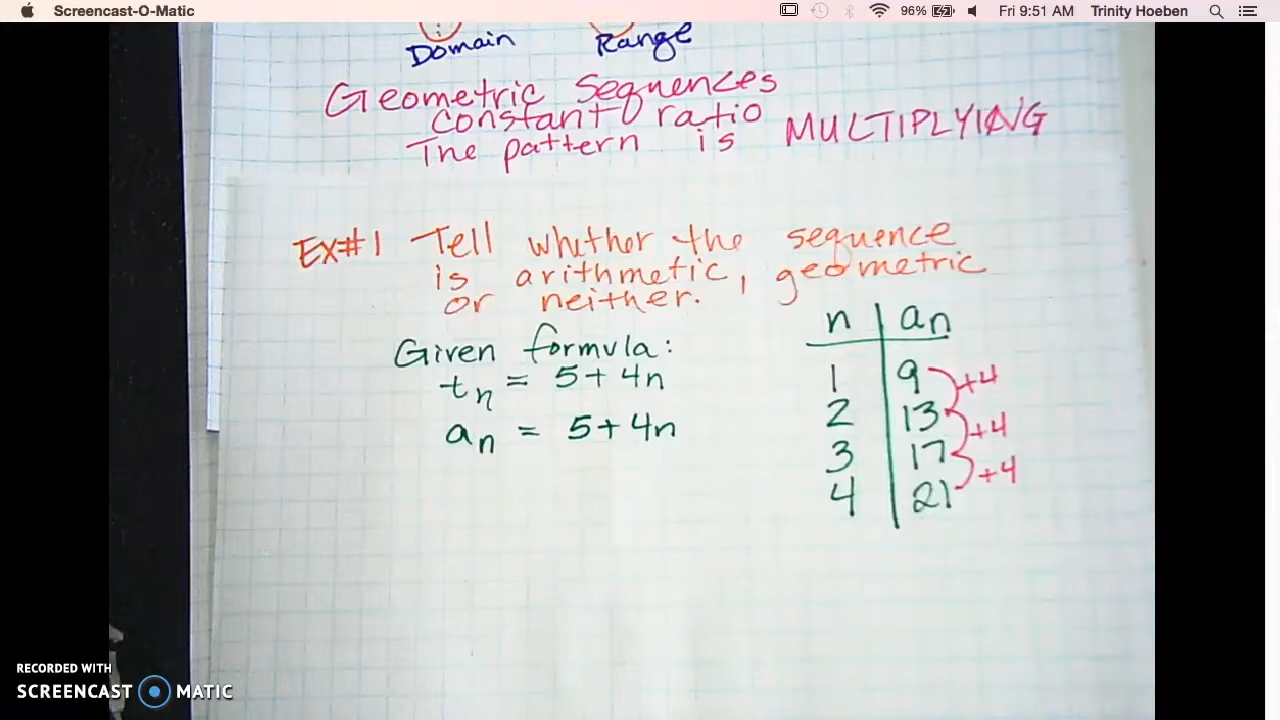 Screencast-O-Matic
96%
Fri 9:51 AM
Trinity Hoeben
Domain
Range
Geometric Sequences
constant ratio
The pattern is MULTIPLYING
Ex#1 Tell whether the sequence
is arithmetic, geometric
or neither.
Given formula:
tn = 5+4n
an = 5+4n
n an
1 9
+4
2 13
+4
3 17
+4
4 21
RECORDED WITH
SCREENCAST MATIC